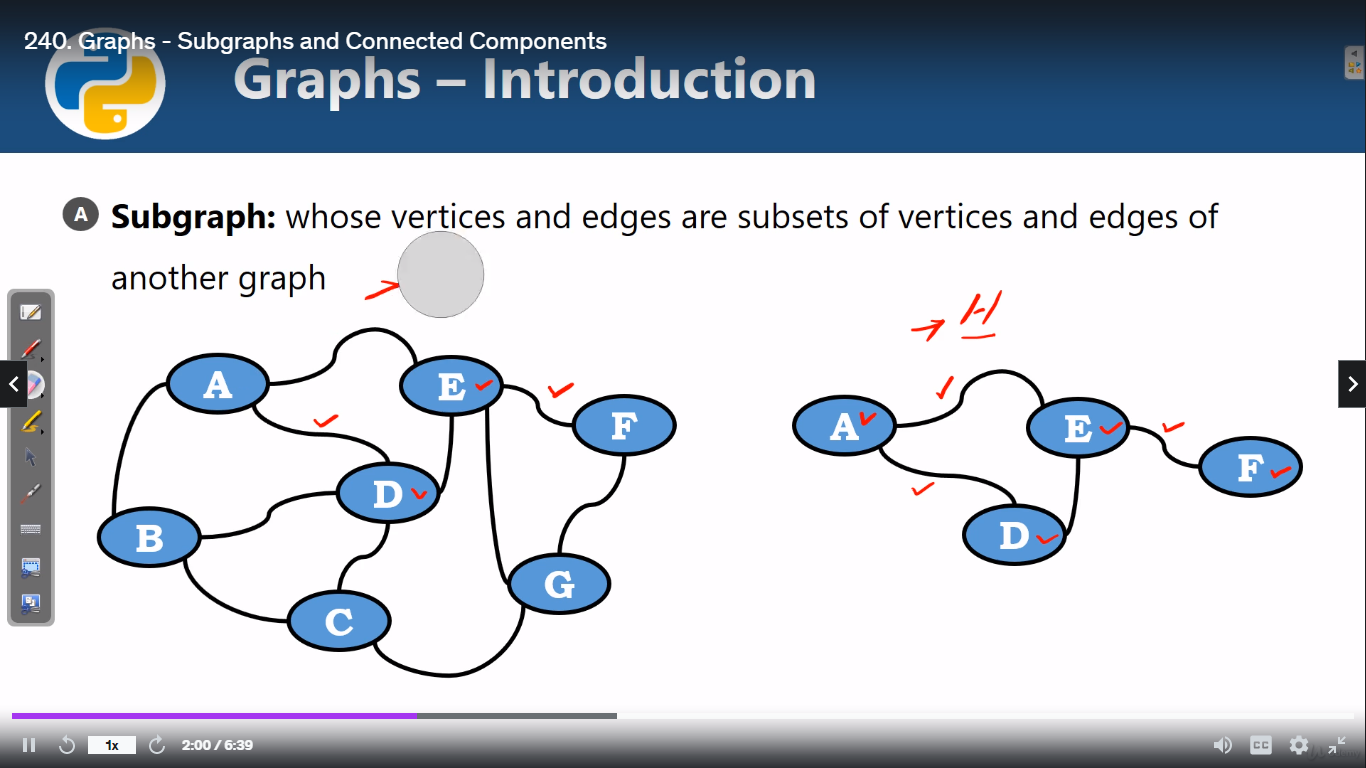 240. Graphs - Subgraphs and Connected Components
Graphs – Introduction
A Subgraph: whose vertices and edges are subsets of vertices and edges of
another graph
H
A
E
F
D
B
G
C
A
E
F
D
1x
2:00 / 6:39
CC